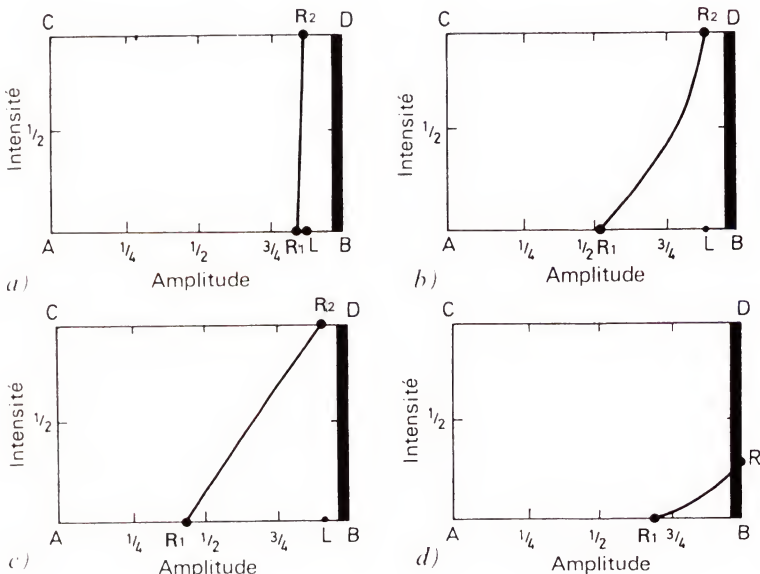 C R2 D
Intensité
1/2
A 1/4 1/2 3/4 R1 L B
Amplitude
a)
C R2 D
Intensité
1/2
A 1/4 1/2 R1 3/4 L B
Amplitude
b)
C R2 D
Intensité
1/2
A 1/4 R1 1/2 3/4 L B
Amplitude
c)
C D
Intensité
1/2
R
A 1/4 1/2 R1 3/4 B
Amplitude
d)